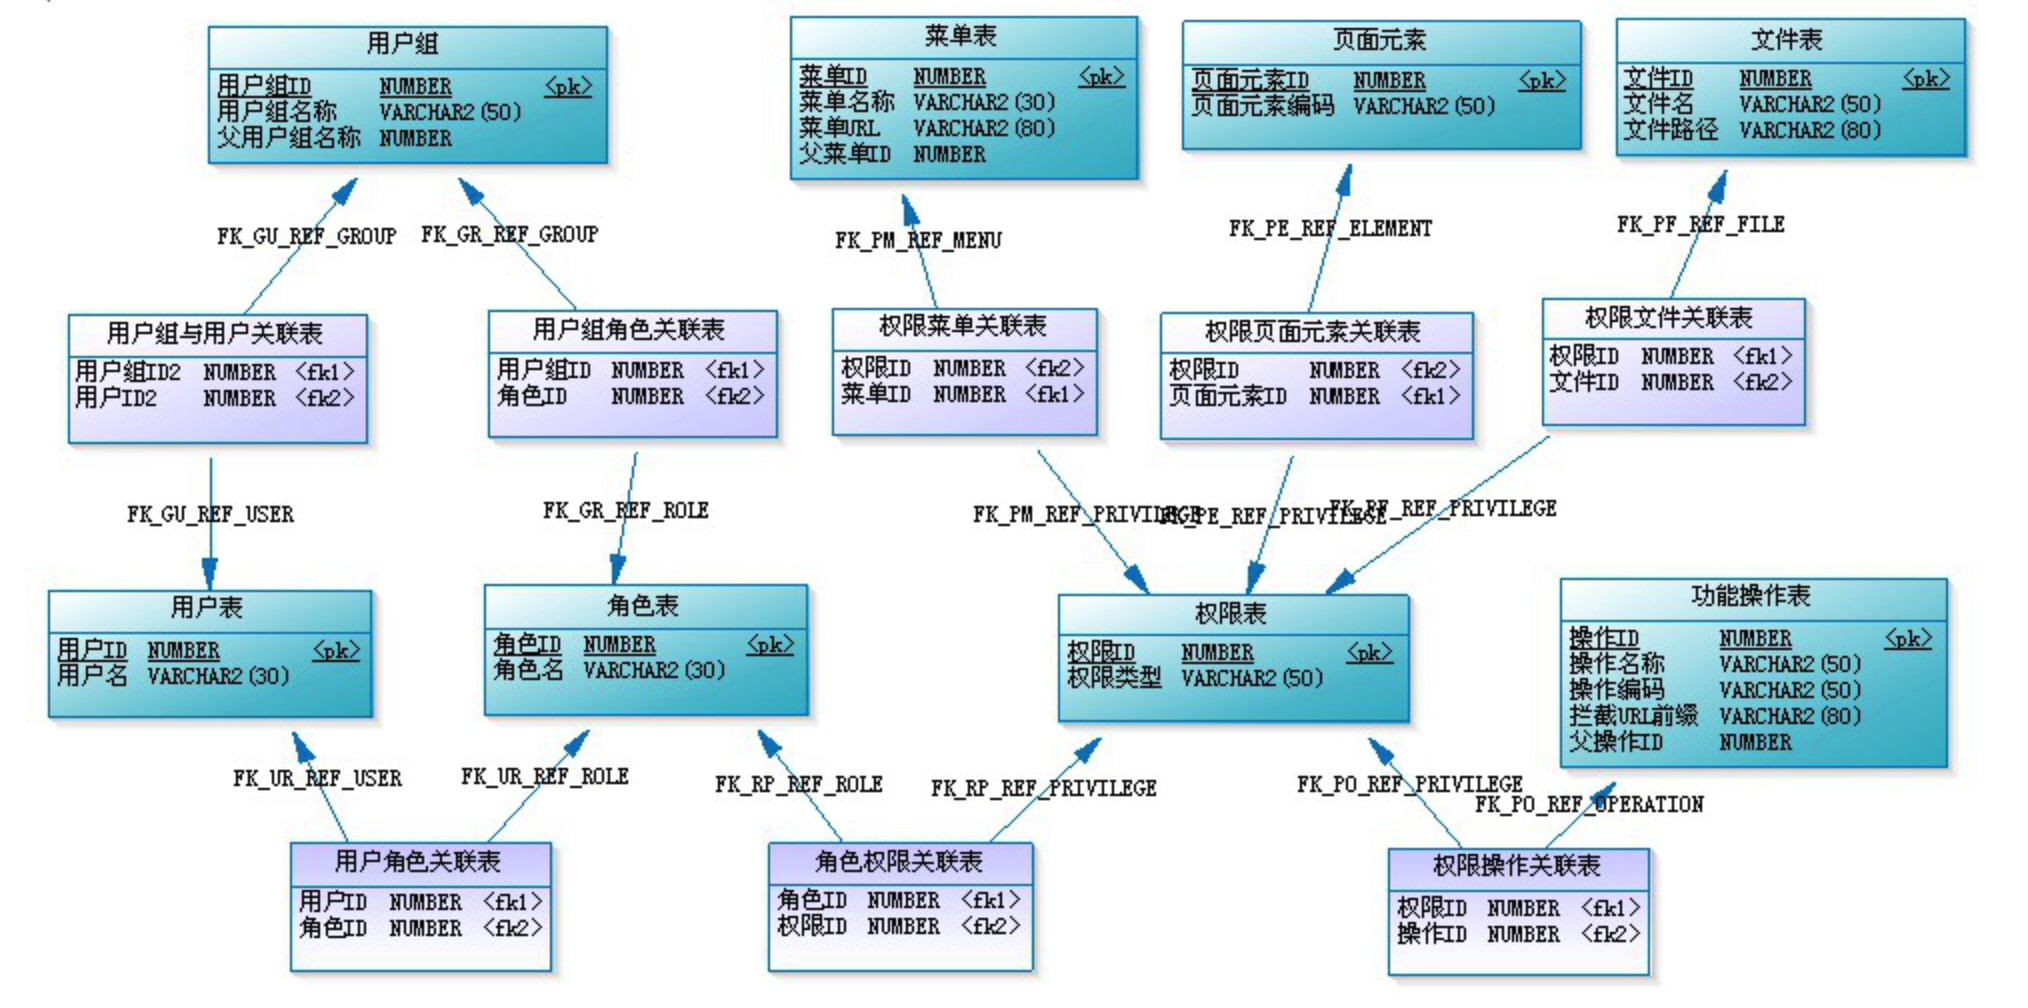 用户组
用户组ID NUMBER <pk>
用户组名称 VARCHAR2(50)
父用户组名称 NUMBER
菜单表
菜单ID NUMBER <pk>
菜单名称 VARCHAR2(30)
菜单URL VARCHAR2(80)
父菜单ID NUMBER
页面元素
页面元素ID NUMBER <pk>
页面元素编码 VARCHAR2(50)
文件表
文件ID NUMBER <pk>
文件名 VARCHAR2(50)
文件路径 VARCHAR2(80)
FK_GU_REF_GROUP
FK_GR_REF_GROUP
FK_PM_REF_MENU
FK_PE_REF_ELEMENT
FK_PF_REF_FILE
用户组与用户关联表
用户组ID2 NUMBER <fk1>
用户ID2 NUMBER <fk2>
用户组角色关联表
用户组ID NUMBER <fk1>
角色ID NUMBER <fk2>
权限菜单关联表
权限ID NUMBER <fk2>
菜单ID NUMBER <fk1>
权限页面元素关联表
权限ID NUMBER <fk2>
页面元素ID NUMBER <fk1>
权限文件关联表
权限ID NUMBER <fk1>
文件ID NUMBER <fk2>
FK_GU_REF_USER
FK_GR_REF_ROLE
FK_PM_REF_PRIVILEGE
FK_PE_REF_PRIVILEGE
FK_PF_REF_PRIVILEGE
用户表
用户ID NUMBER <pk>
用户名 VARCHAR2(30)
角色表
角色ID NUMBER <pk>
角色名 VARCHAR2(30)
权限表
权限ID NUMBER <pk>
权限类型 VARCHAR2(50)
功能操作表
操作ID NUMBER <pk>
操作名称 VARCHAR2(50)
操作编码 VARCHAR2(50)
拦截URL前缀 VARCHAR2(80)
父操作ID NUMBER
FK_UR_REF_USER
FK_UR_REF_ROLE
FK_RP_REF_ROLE
FK_RP_REF_PRIVILEGE
FK_PO_REF_PRIVILEGE
FK_PO_REF_OPERATION
用户角色关联表
用户ID NUMBER <fk1>
角色ID NUMBER <fk2>
角色权限关联表
角色ID NUMBER <fk1>
权限ID NUMBER <fk2>
权限操作关联表
权限ID NUMBER <fk1>
操作ID NUMBER <fk2>